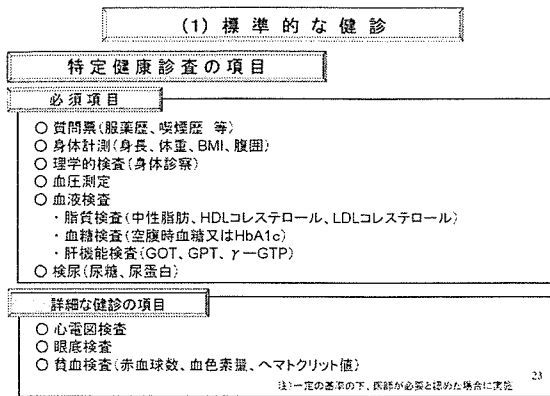 (1) 標準的な健診
特定健康診査の項目
必須項目
○ 質問票(服薬歴、喫煙歴 等)
○ 身体計測(身長、体重、BMI、腹囲)
○ 理学的検査(身体診察)
○ 血圧測定
○ 血液検査
・脂質検査(中性脂肪、HDLコレステロール、LDLコレステロール)
・血糖検査(空腹時血糖又はHbA1c)
・肝機能検査(GOT、GPT、γーGTP)
○ 検尿(尿糖、尿蛋白)
詳細な健診の項目
○ 心電図検査
○ 眼底検査
○ 貧血検査(赤血球数、血色素量、ヘマトクリット値)
注)一定の基準の下、医師が必要と認めた場合に実施
23